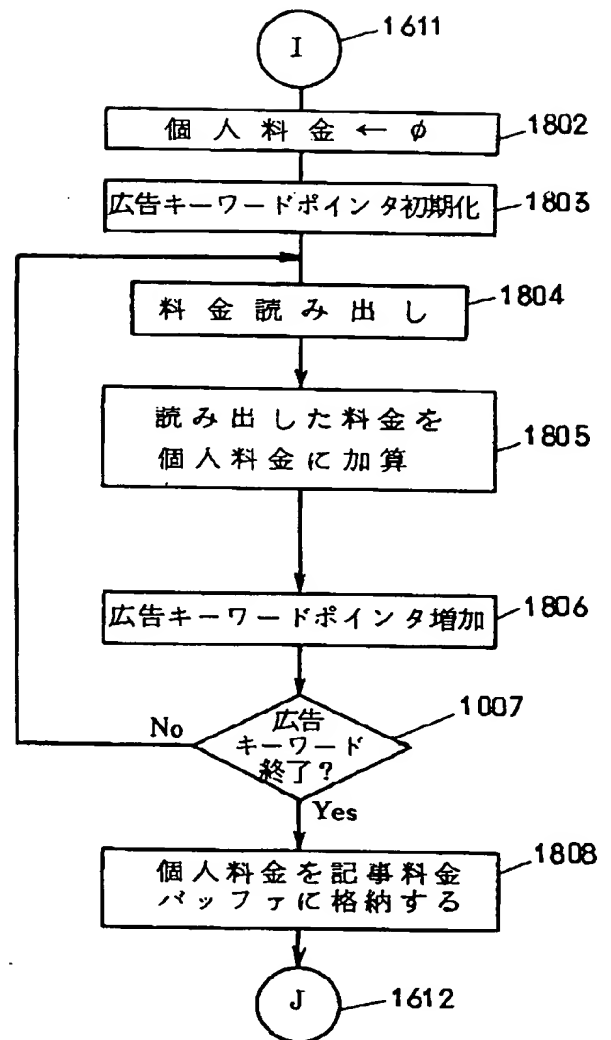 I
1611
個人料金 ← φ
1802
広告キーワードポインタ初期化
1803
料金読み出し
1804
読み出した料金を
個人料金に加算
1805
広告キーワードポインタ増加
1806
広告
キーワード
終了?
1007
No
Yes
個人料金を記事料金
バッファに格納する
1808
J
1612